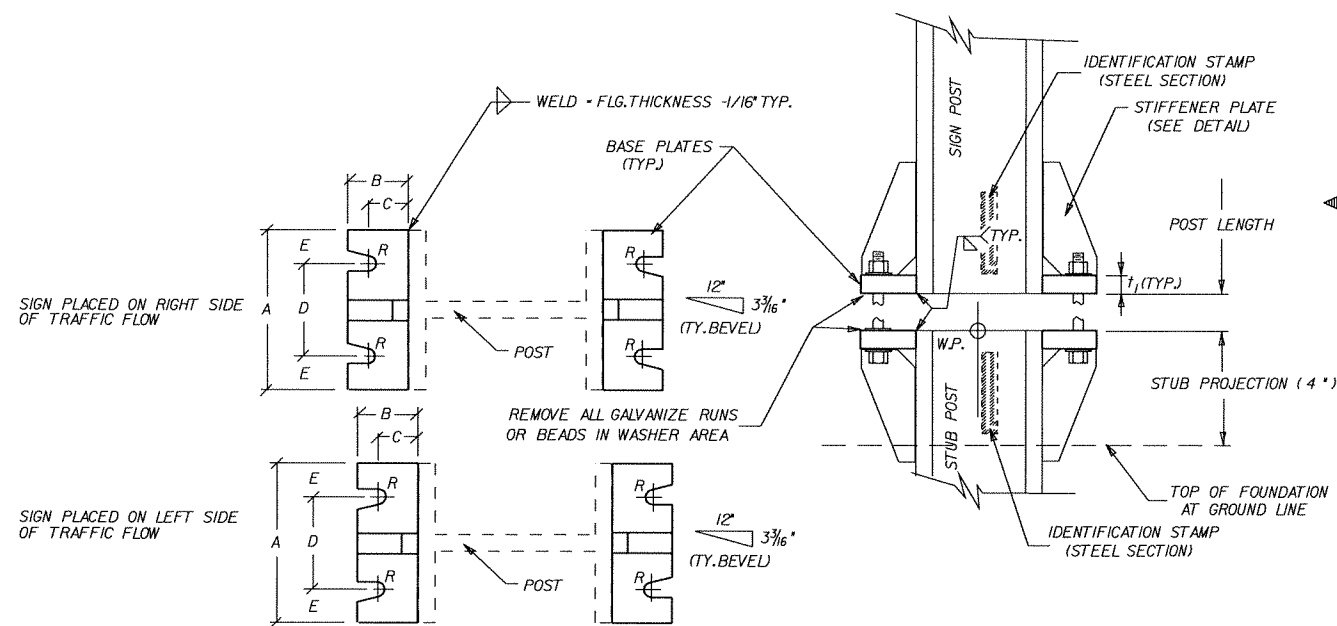 WELD - FLG.THICKNESS -1/16" TYP.
BASE PLATES
(TYP.)
B
C
E
R
R
A
D
R
R
E
SIGN PLACED ON RIGHT SIDE
OF TRAFFIC FLOW
POST
12"
3 3/16"
(TY.BEVEL)
REMOVE ALL GALVANIZE RUNS
OR BEADS IN WASHER AREA
B
C
E
R
R
A
D
R
R
E
SIGN PLACED ON LEFT SIDE
OF TRAFFIC FLOW
POST
12"
3 3/16"
(TY.BEVEL)
SIGN POST
IDENTIFICATION STAMP
(STEEL SECTION)
STIFFENER PLATE
(SEE DETAIL)
POST LENGTH
TYP.
t1 (TYP.)
W.P.
STUB PROJECTION ( 4 ")
STUB POST
TOP OF FOUNDATION
AT GROUND LINE
IDENTIFICATION STAMP
(STEEL SECTION)